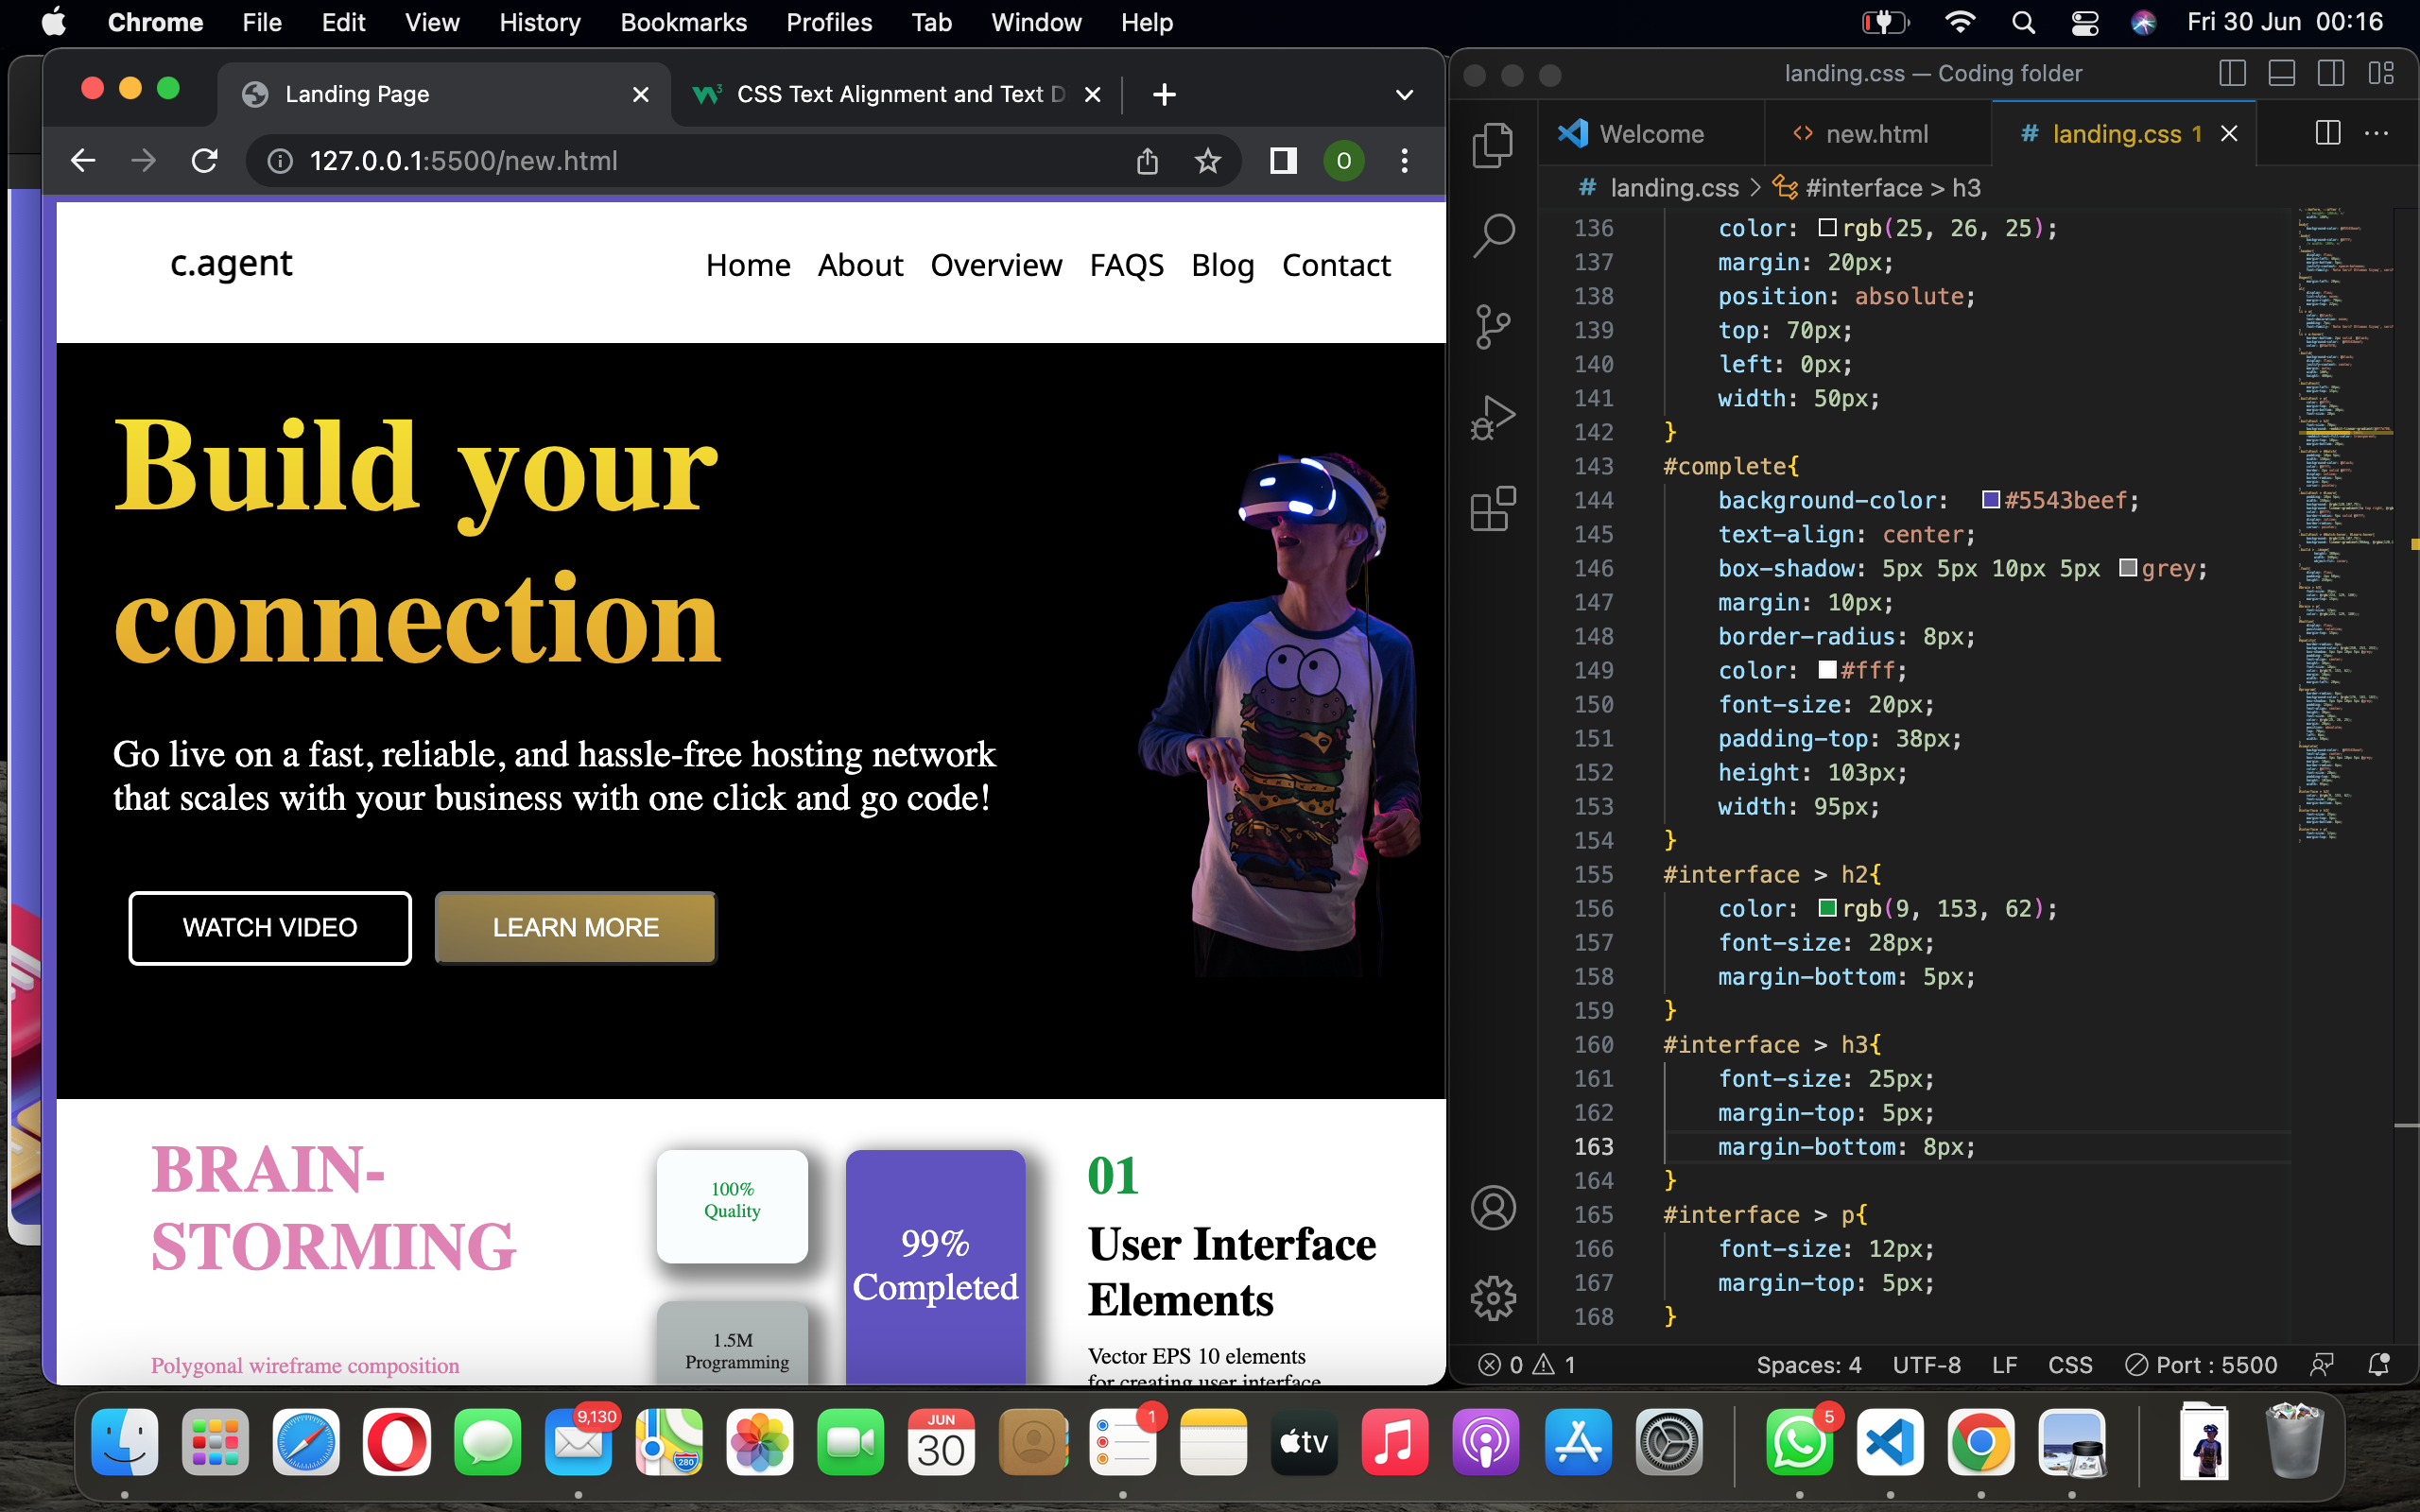 Chrome File Edit View History Bookmarks Profiles Tab Window Help
Fri 30 Jun 00:16
Landing Page
CSS Text Alignment and Text D
127.0.0.1:5500/new.html
O
c.agent
Home About Overview FAQS Blog Contact
Build your
connection
Go live on a fast, reliable, and hassle-free hosting network
that scales with your business with one click and go code!
WATCH VIDEO
LEARN MORE
BRAIN-
STORMING
Polygonal wireframe composition
100%
Quality
1.5M
Programming
99%
Completed
01
User Interface
Elements
Vector EPS 10 elements
for creating user interface
landing.css — Coding folder
Welcome
new.html
landing.css 1
landing.css > #interface > h3
136 color: rgb(25, 26, 25);
137 margin: 20px;
138 position: absolute;
139 top: 70px;
140 left: 0px;
141 width: 50px;
142 }
143 #complete{
144 background-color: #5543beef;
145 text-align: center;
146 box-shadow: 5px 5px 10px 5px grey;
147 margin: 10px;
148 border-radius: 8px;
149 color: #fff;
150 font-size: 20px;
151 padding-top: 38px;
152 height: 103px;
153 width: 95px;
154 }
155 #interface > h2{
156 color: rgb(9, 153, 62);
157 font-size: 28px;
158 margin-bottom: 5px;
159 }
160 #interface > h3{
161 font-size: 25px;
162 margin-top: 5px;
163 margin-bottom: 8px;
164 }
165 #interface > p{
166 font-size: 12px;
167 margin-top: 5px;
168 }
0 1
Spaces: 4 UTF-8 LF CSS Port : 5500
9,130
280
JUN
30
1
tv
5